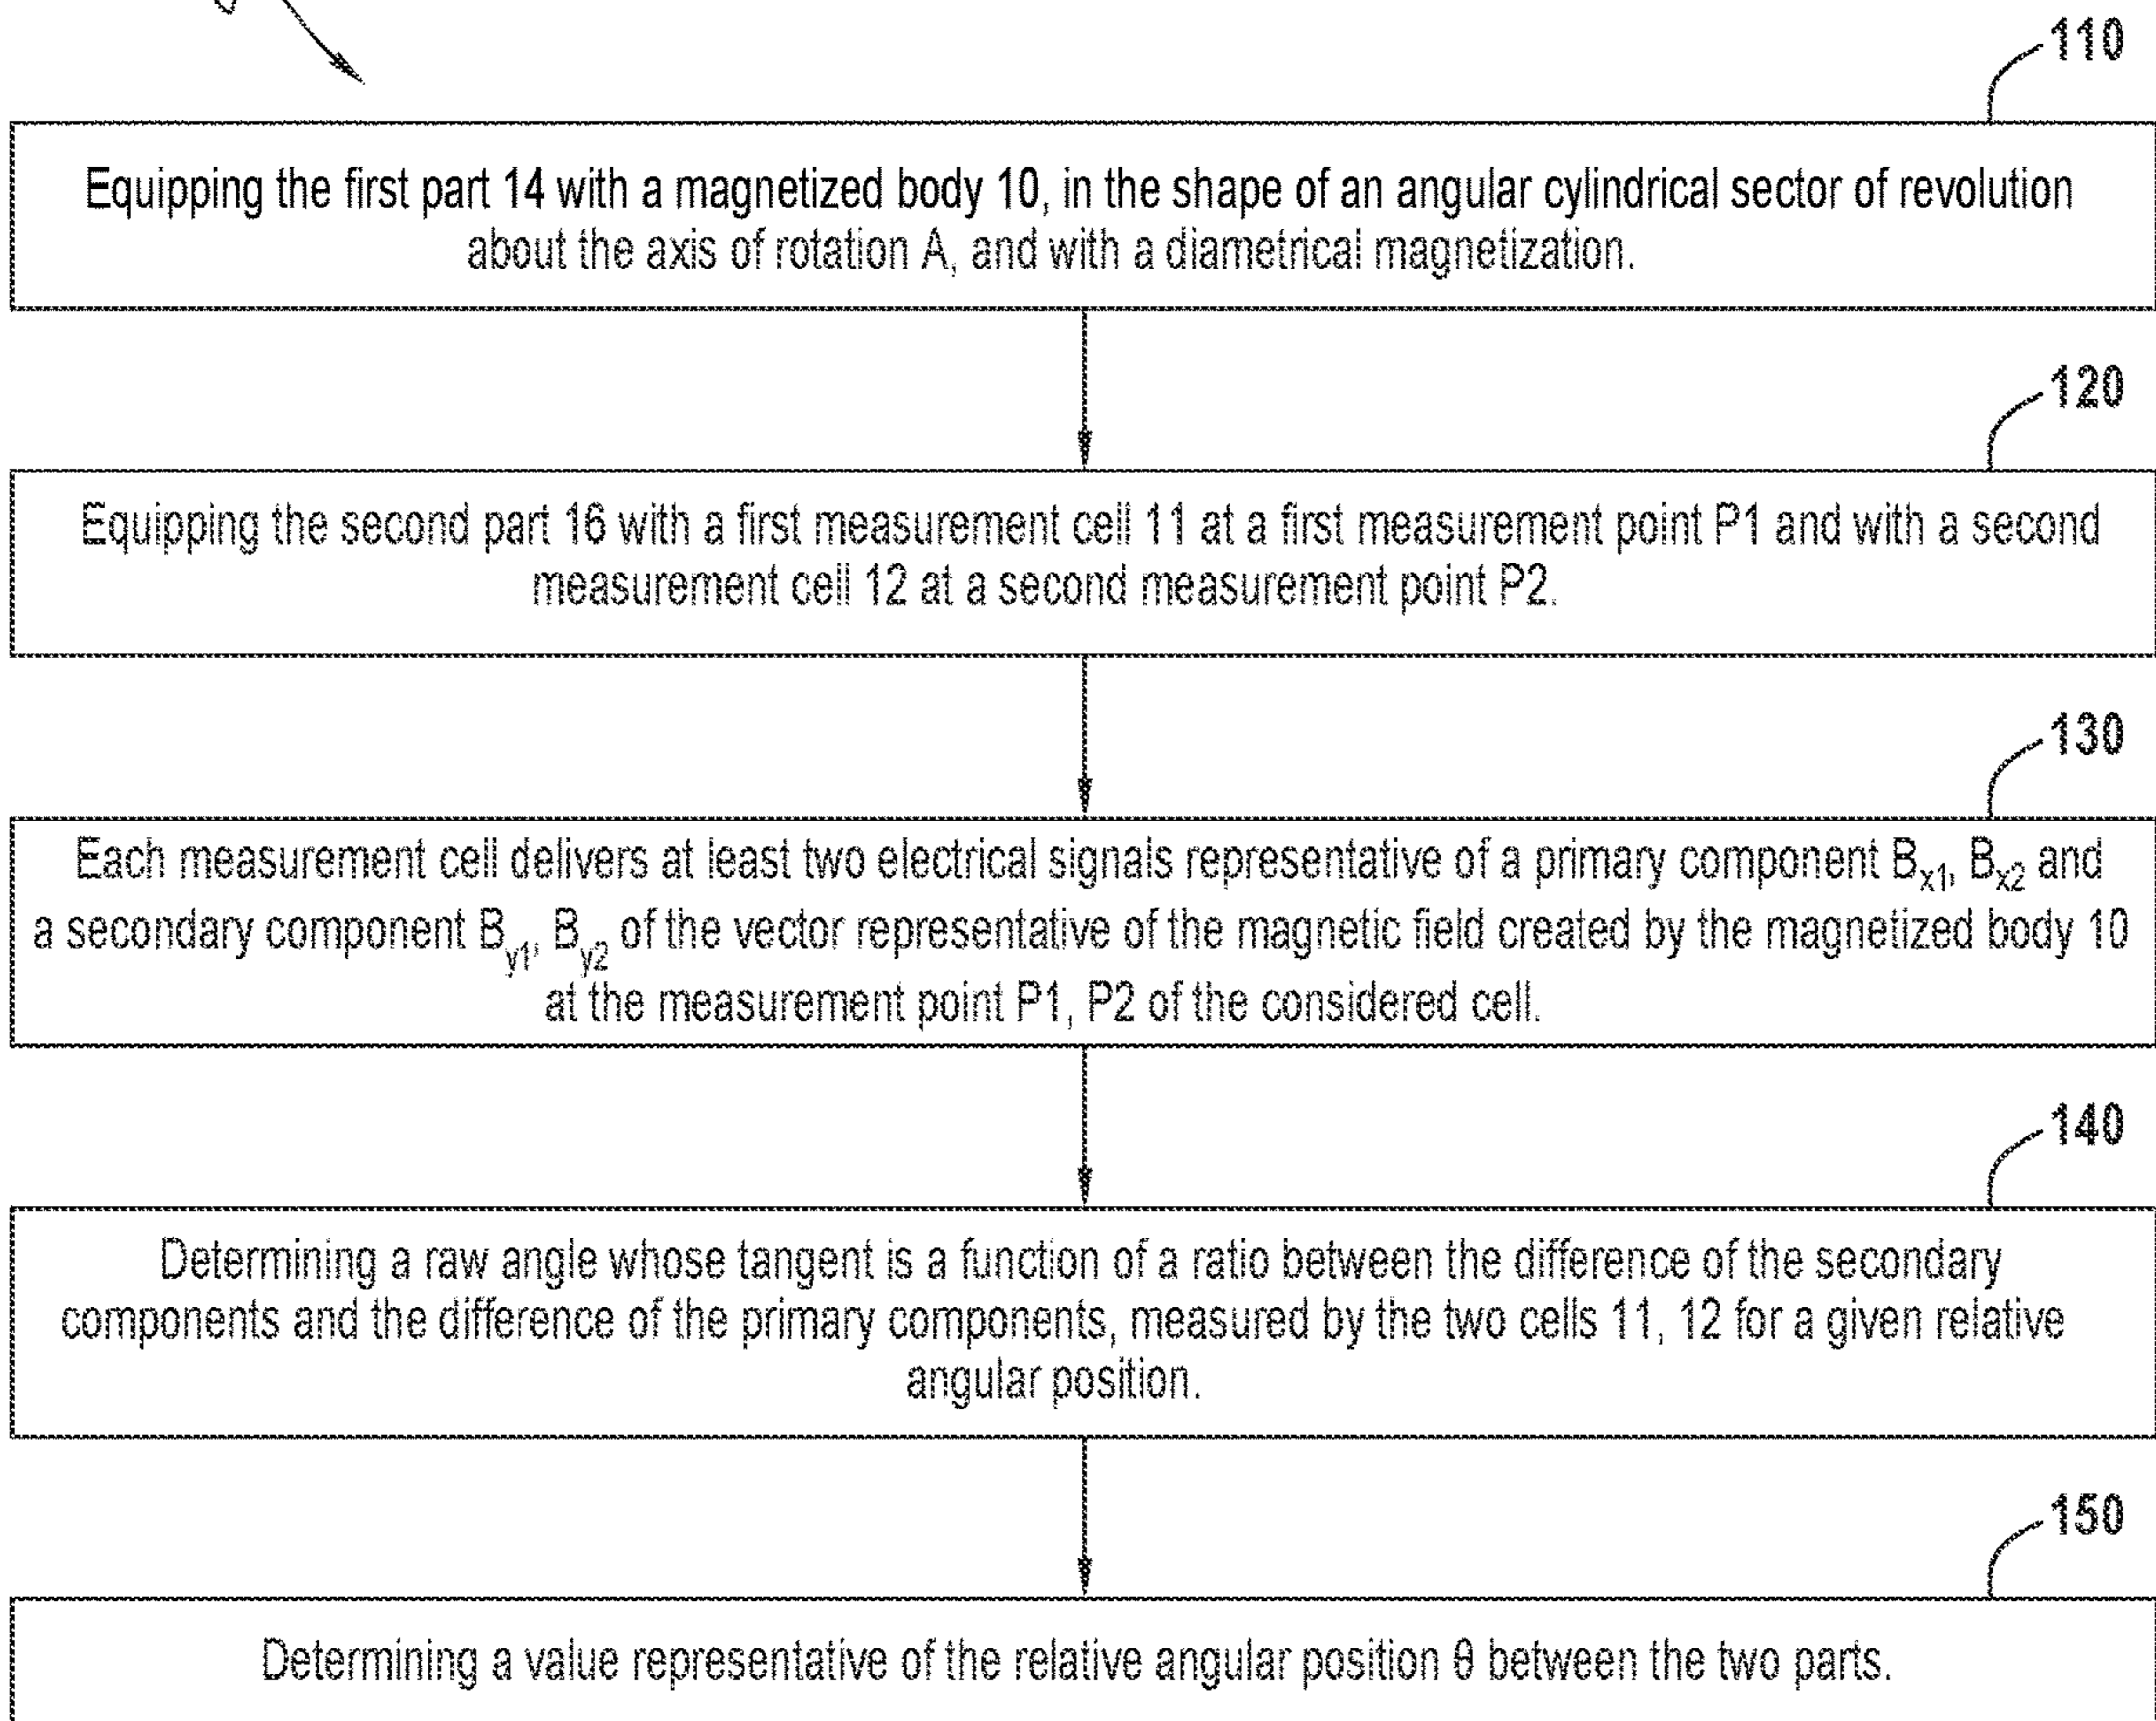 110
Equipping the first part 14 with a magnetized body 10, in the shape of an angular cylindrical sector of revolution
about the axis of rotation A, and with a diametrical magnetization.
120
Equipping the second part 16 with a first measurement cell 11 at a first measurement point P1 and with a second
measurement cell 12 at a second measurement point P2.
130
Each measurement cell delivers at least two electrical signals representative of a primary component Bx1, Bx2 and
a secondary component By1, By2 of the vector representative of the magnetic field created by the magnetized body 10
at the measurement point P1, P2 of the considered cell.
140
Determining a raw angle whose tangent is a function of a ratio between the difference of the secondary
components and the difference of the primary components, measured by the two cells 11, 12 for a given relative
angular position.
150
Determining a value representative of the relative angular position θ between the two parts.